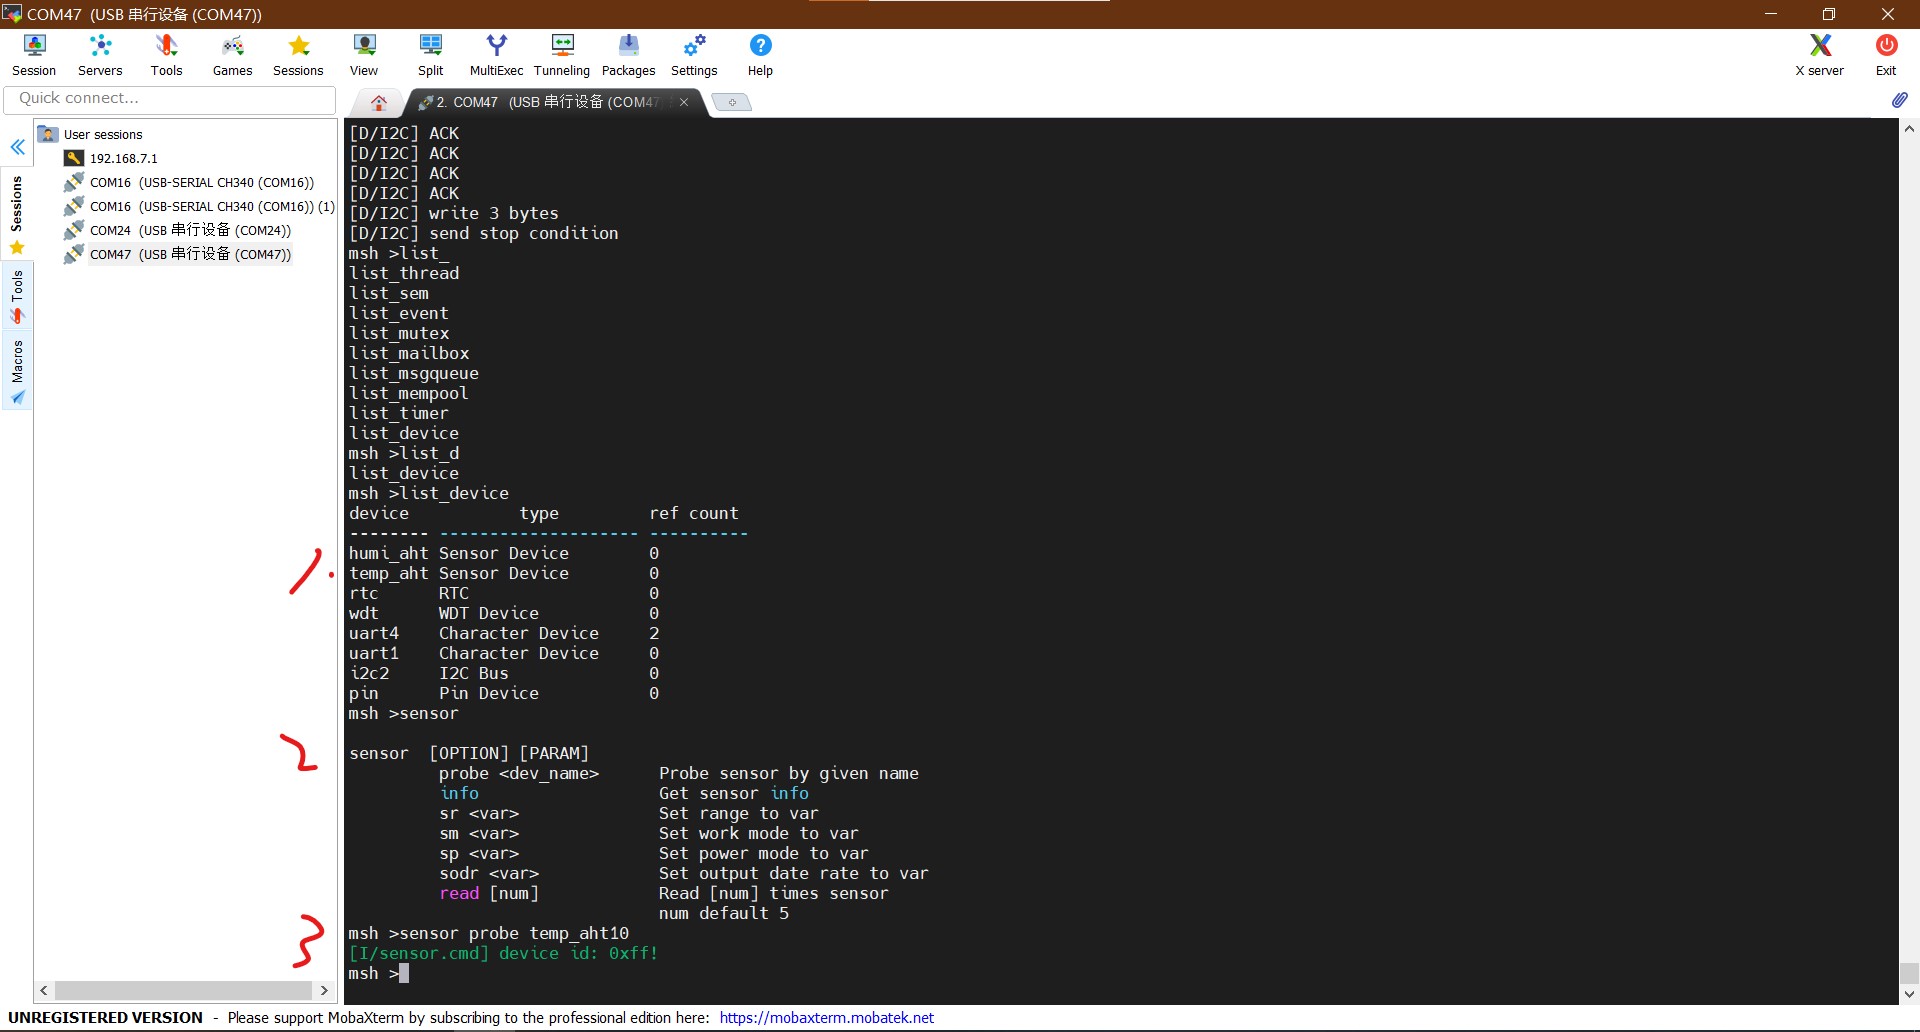 COM47  (USB 串行设备 (COM47))
Session Servers Tools Games Sessions View Split MultiExec Tunneling Packages Settings Help X server Exit
Quick connect...
2. COM47  (USB 串行设备 (COM47
Sessions
Tools
Macros
User sessions
192.168.7.1
COM16  (USB-SERIAL CH340 (COM16))
COM16  (USB-SERIAL CH340 (COM16)) (1)
COM24  (USB 串行设备 (COM24))
COM47  (USB 串行设备 (COM47))
1.
2
3
[D/I2C] ACK
[D/I2C] ACK
[D/I2C] ACK
[D/I2C] ACK
[D/I2C] write 3 bytes
[D/I2C] send stop condition
msh >list_
list_thread
list_sem
list_event
list_mutex
list_mailbox
list_msgqueue
list_mempool
list_timer
list_device
msh >list_d
list_device
msh >list_device
device           type         ref count
-------- -------------------- ----------
humi_aht Sensor Device        0
temp_aht Sensor Device        0
rtc      RTC                  0
wdt      WDT Device           0
uart4    Character Device     2
uart1    Character Device     0
i2c2     I2C Bus              0
pin      Pin Device           0
msh >sensor
sensor  [OPTION] [PARAM]
probe <dev_name>      Probe sensor by given name
info                  Get sensor info
sr <var>              Set range to var
sm <var>              Set work mode to var
sp <var>              Set power mode to var
sodr <var>            Set output date rate to var
read [num]            Read [num] times sensor
num default 5
msh >sensor probe temp_aht10
[I/sensor.cmd] device id: 0xff!
msh >
UNREGISTERED VERSION  -  Please support MobaXterm by subscribing to the professional edition here:  https://mobaxterm.mobatek.net